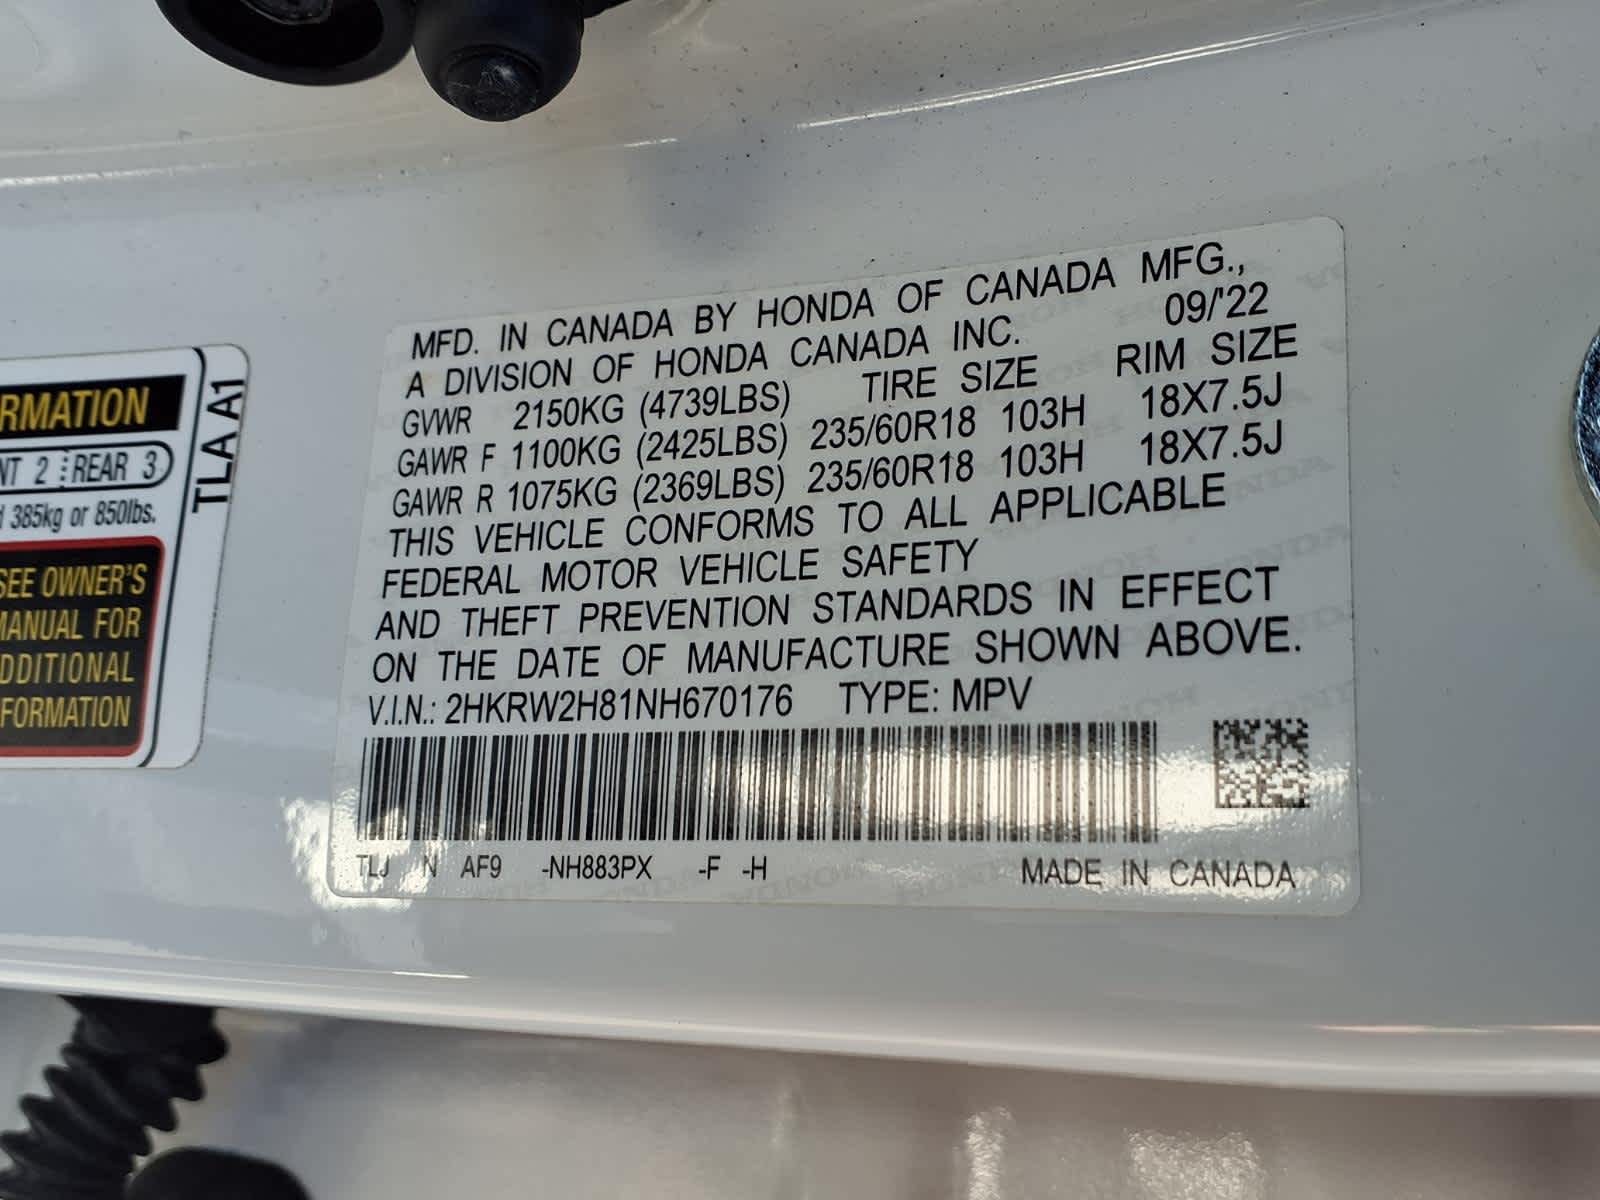 RMATION
NT 2 REAR 3
385kg or 850lbs.
SEE OWNER'S
MANUAL FOR
DDITIONAL
FORMATION
TLA A1
MFD. IN CANADA BY HONDA OF CANADA MFG.,
A DIVISION OF HONDA CANADA INC. 09/'22
GVWR 2150KG (4739LBS) TIRE SIZE RIM SIZE
GAWR F 1100KG (2425LBS) 235/60R18 103H 18X7.5J
GAWR R 1075KG (2369LBS) 235/60R18 103H 18X7.5J
THIS VEHICLE CONFORMS TO ALL APPLICABLE
FEDERAL MOTOR VEHICLE SAFETY
AND THEFT PREVENTION STANDARDS IN EFFECT
ON THE DATE OF MANUFACTURE SHOWN ABOVE.
V.I.N.: 2HKRW2H81NH670176 TYPE: MPV
TLJ N AF9 -NH883PX -F -H MADE IN CANADA